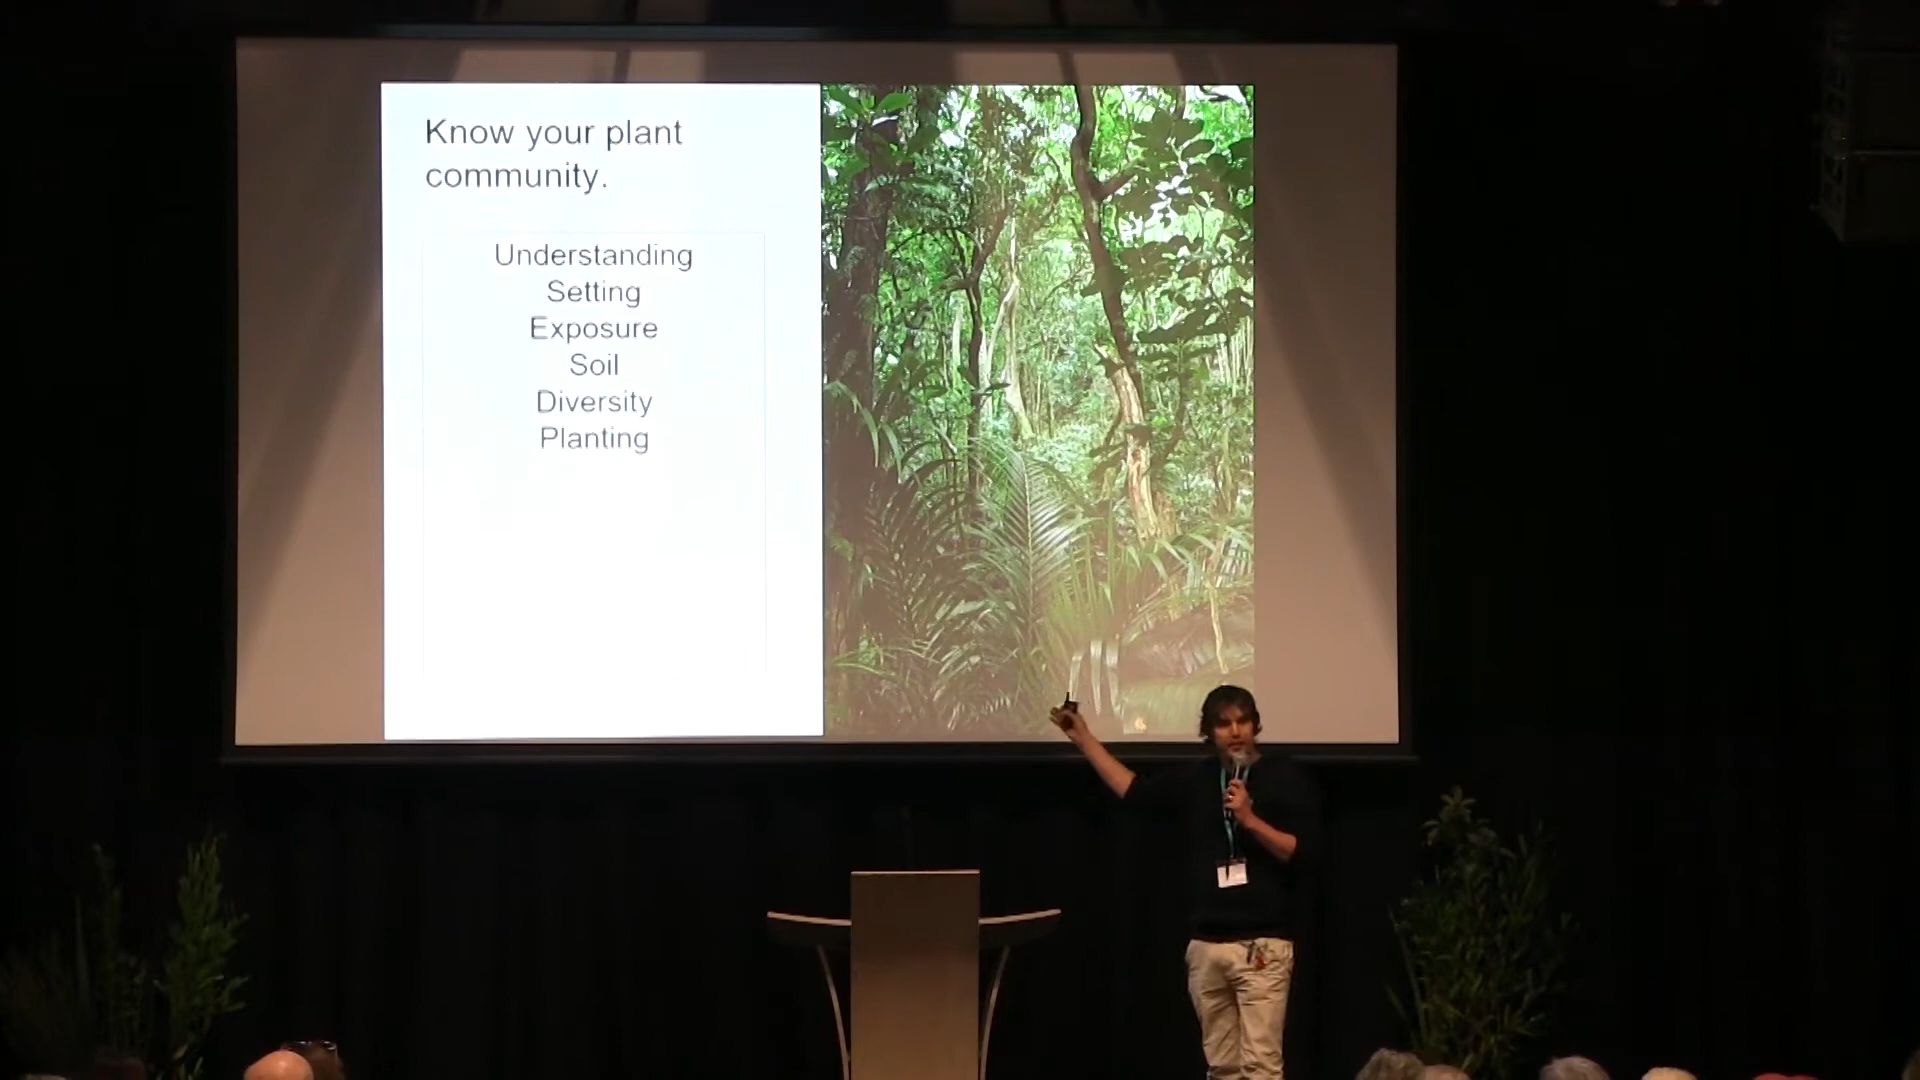 Know your plant
community.
Understanding
Setting
Exposure
Soil
Diversity
Planting